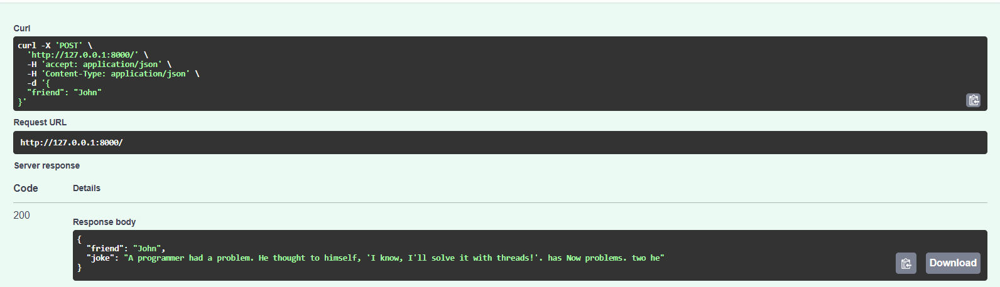 Curl
curl -X 'POST' \
  'http://127.0.0.1:8000/' \
  -H 'accept: application/json' \
  -H 'Content-Type: application/json' \
  -d '{
  "friend": "John"
}'
Request URL
http://127.0.0.1:8000/
Server response
Code Details
200
Response body
{
  "friend": "John",
  "joke": "A programmer had a problem. He thought to himself, 'I know, I'll solve it with threads!'. has Now problems. two he"
}
Download